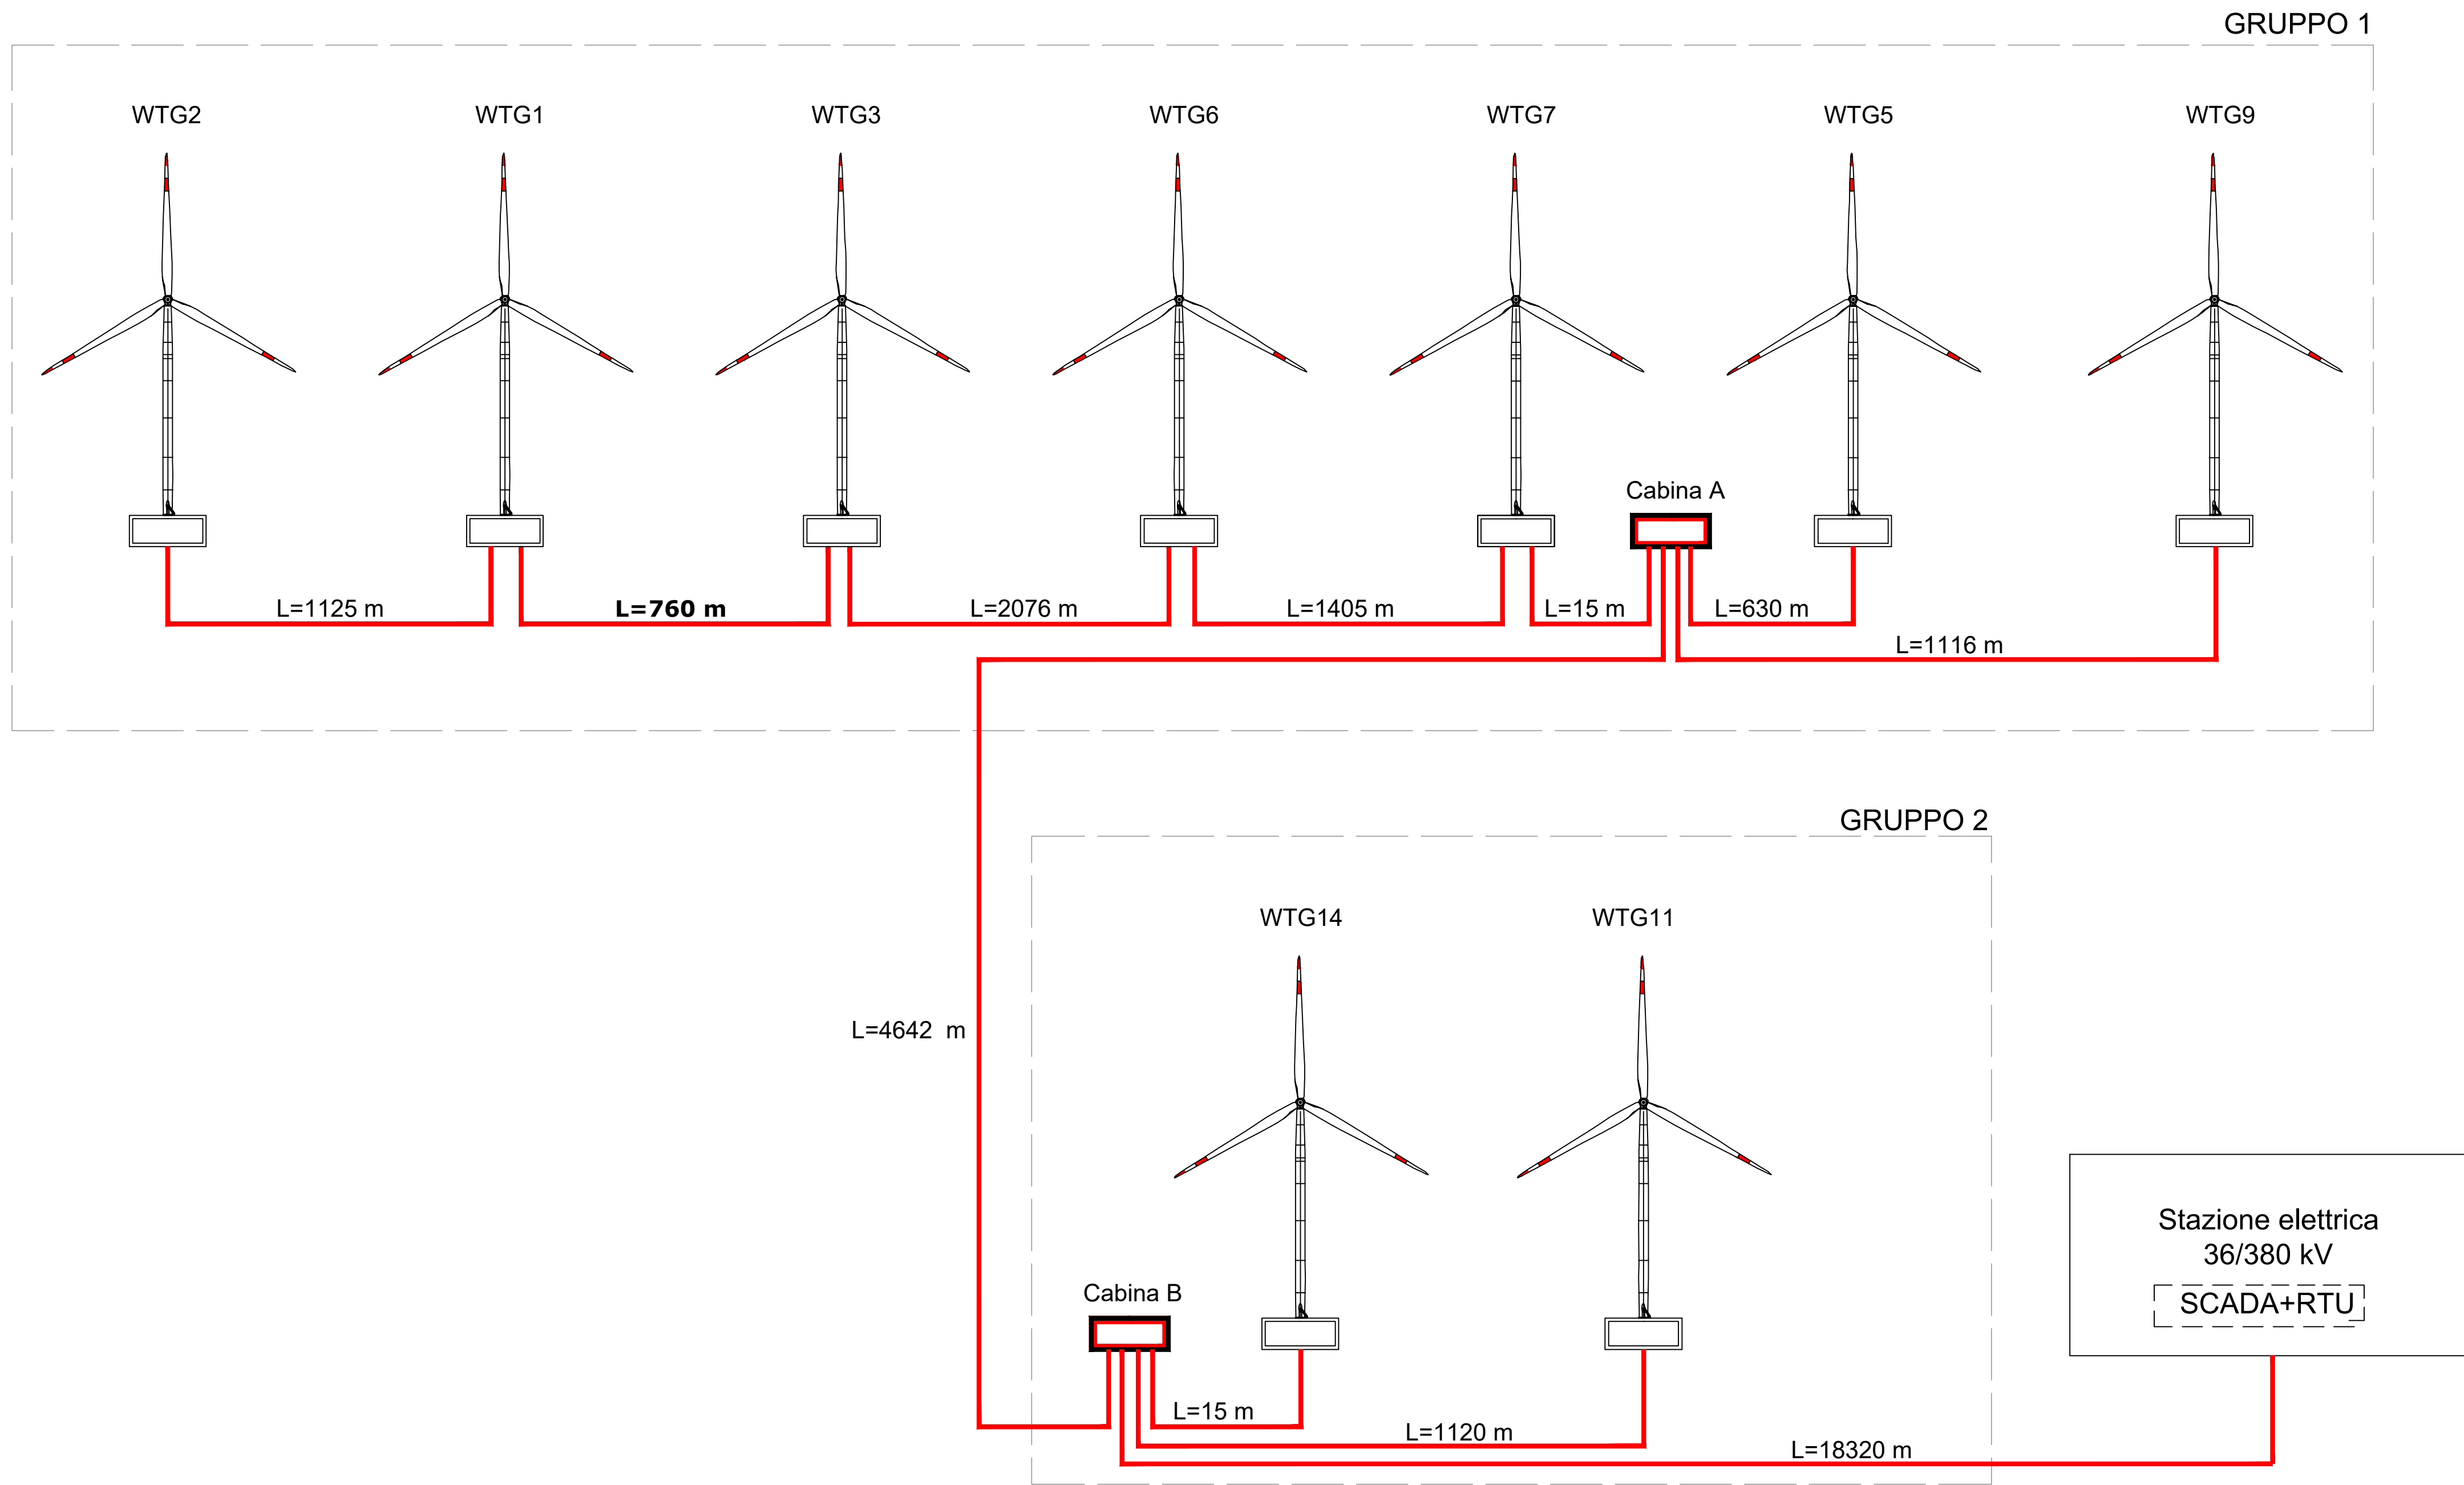 GRUPPO 1
WTG2
WTG1
WTG3
WTG6
WTG7
WTG5
WTG9
Cabina A
L=1125 m
L=760 m
L=2076 m
L=1405 m
L=15 m
L=630 m
L=1116 m
GRUPPO 2
WTG14
WTG11
L=4642 m
Stazione elettrica
36/380 kV
SCADA+RTU
Cabina B
L=15 m
L=1120 m
L=18320 m